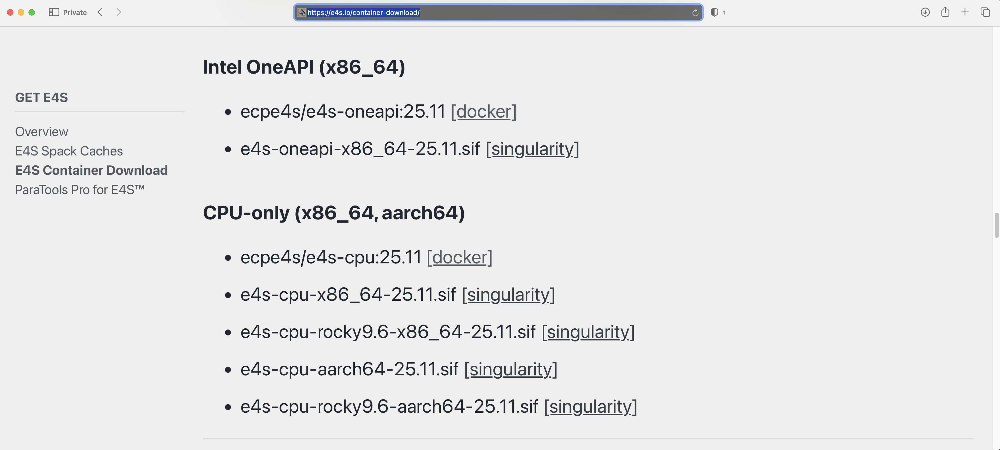 Private
https://e4s.io/container-download/
1
GET E4S
Overview
E4S Spack Caches
E4S Container Download
ParaTools Pro for E4S™
Intel OneAPI (x86_64)
• ecpe4s/e4s-oneapi:25.11 [docker]
• e4s-oneapi-x86_64-25.11.sif [singularity]
CPU-only (x86_64, aarch64)
• ecpe4s/e4s-cpu:25.11 [docker]
• e4s-cpu-x86_64-25.11.sif [singularity]
• e4s-cpu-rocky9.6-x86_64-25.11.sif [singularity]
• e4s-cpu-aarch64-25.11.sif [singularity]
• e4s-cpu-rocky9.6-aarch64-25.11.sif [singularity]